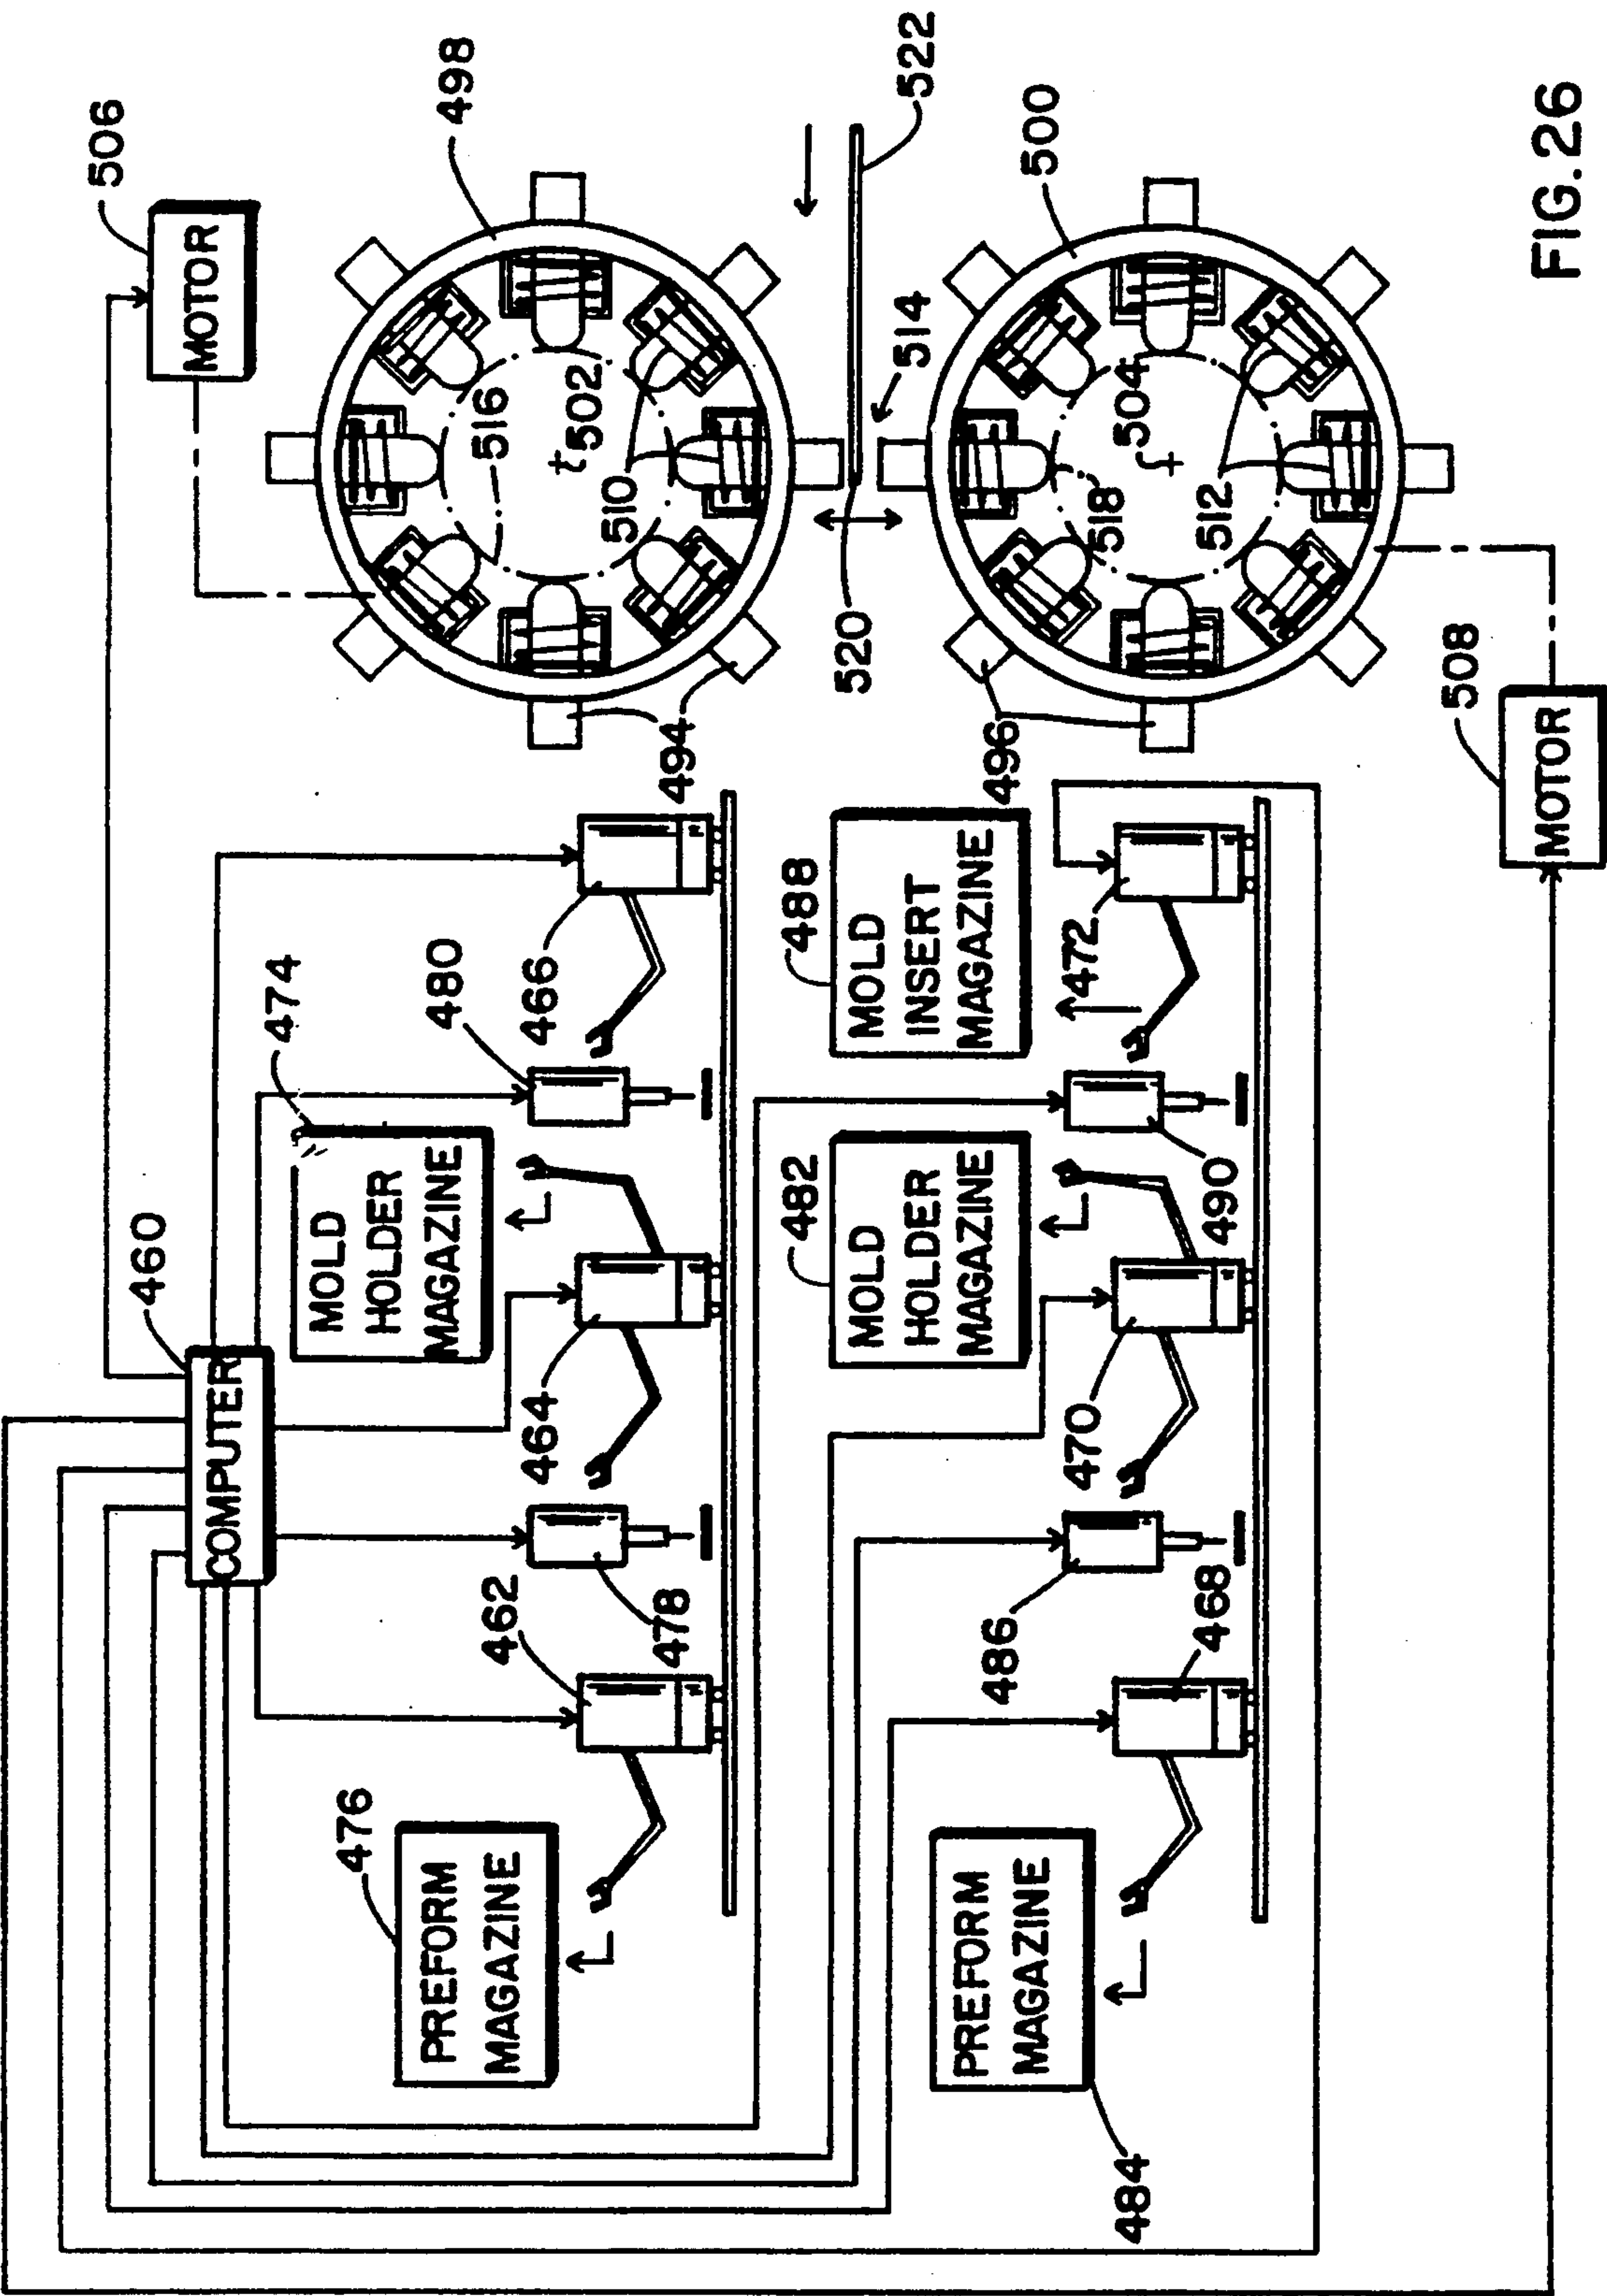 506
MOTOR
498
522
516
502
510
494
474
480
466
460
COMPUTER
MOLD
HOLDER
MAGAZINE
464
462
478
476
PREFORM
MAGAZINE
520
514
500
504
518
512
496
488
MOLD
INSERT
MAGAZINE
472
482
MOLD
HOLDER
MAGAZINE
490
470
486
468
PREFORM
MAGAZINE
484
508
MOTOR
FIG.26